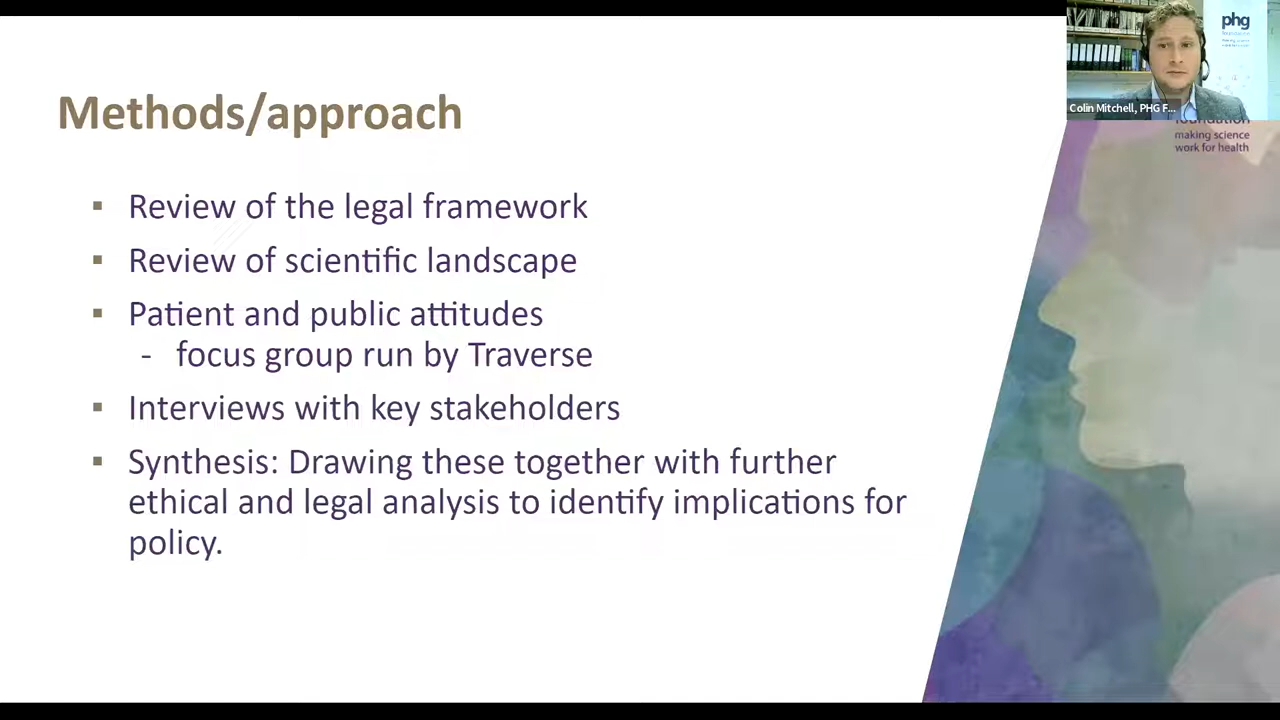 phg
Colin Mitchell, PHG F...
foundation
making science
work for health
Methods/approach
▪ Review of the legal framework
▪ Review of scientific landscape
▪ Patient and public attitudes
- focus group run by Traverse
▪ Interviews with key stakeholders
▪ Synthesis: Drawing these together with further
ethical and legal analysis to identify implications for
policy.